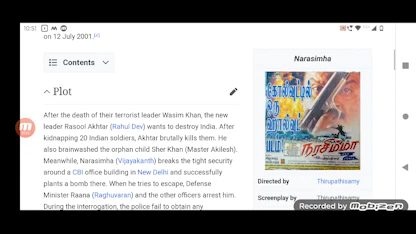 10:51
on 12 July 2001.[2]
Contents
Plot
After the death of their terrorist leader Wasim Khan, the new
leader Rasool Akhtar (Rahul Dev) wants to destroy India. After
kidnapping 20 Indian soldiers, Akhtar brutally kills them. He
also brainwashed the orphan child Sher Khan (Master Akilesh).
Meanwhile, Narasimha (Vijayakanth) breaks the tight security
around a CBI office building in New Delhi and successfully
plants a bomb there. When he tries to escape, Defense
Minister Raana (Raghuvaran) and the other officers arrest him.
During the interrogation, the police fail to obtain any
Narasimha
ஒரு
நரசிம்மா
Directed by Thirupathisamy
Screenplay by
Recorded by mobizen